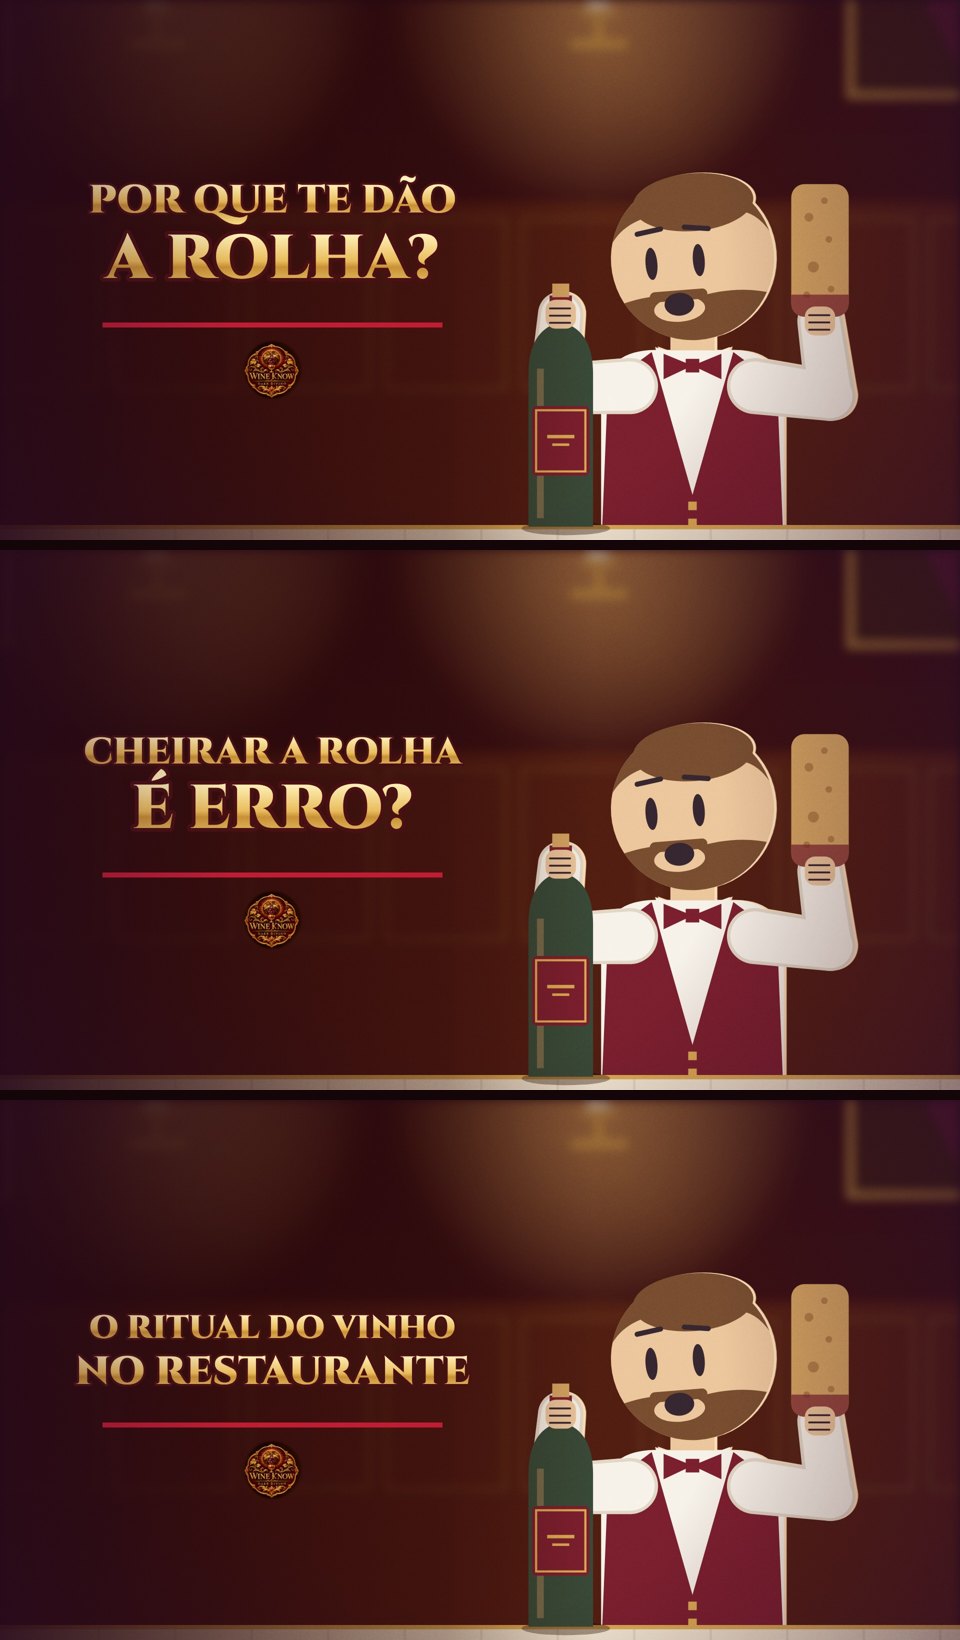 POR QUE TE DÃO
A ROLHA?
WINE KNOW
CHEIRAR A ROLHA
É ERRO?
WINE KNOW
O RITUAL DO VINHO
NO RESTAURANTE
WINE KNOW